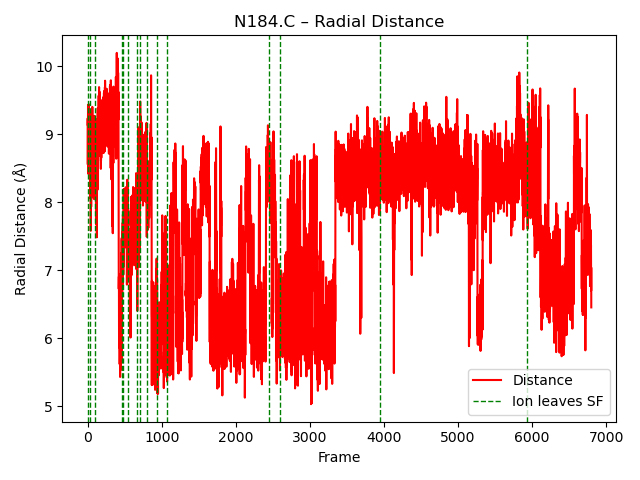 N184.C – Radial Distance
Radial Distance (Å)
10
9
8
7
6
5
0 1000 2000 3000 4000 5000 6000 7000
Frame
Distance
Ion leaves SF